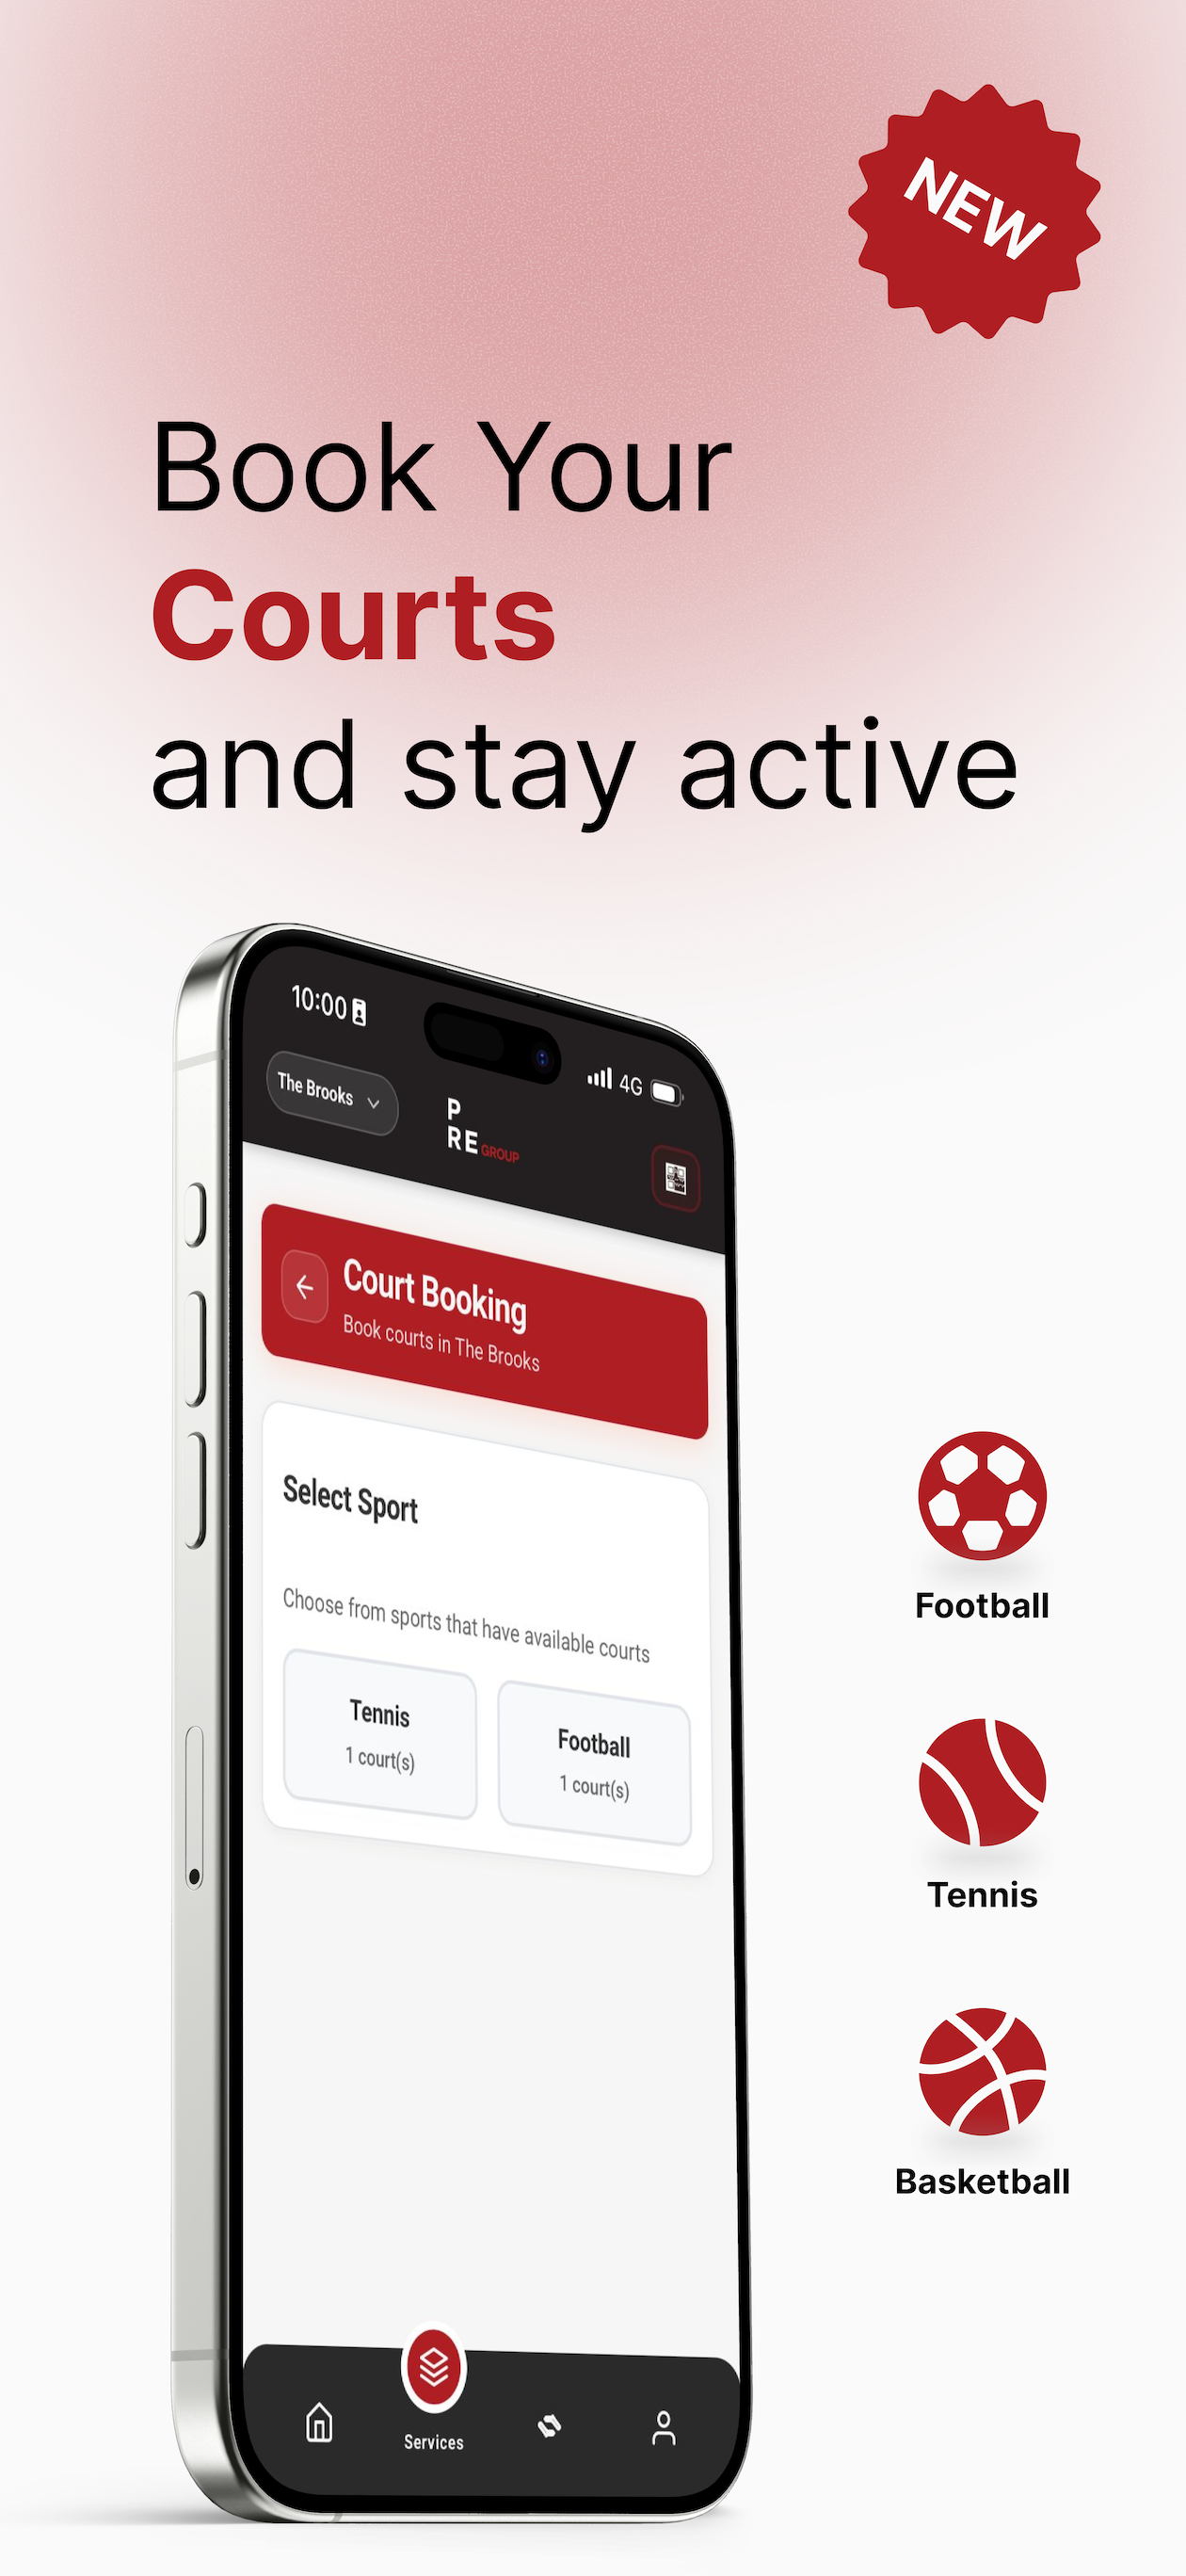 NEW
Book Your
Courts
and stay active
10:00
4G
The Brooks
P
RE GROUP
Court Booking
Book courts in The Brooks
Select Sport
Choose from sports that have available courts
Tennis
1 court(s)
Football
1 court(s)
Services
Football
Tennis
Basketball